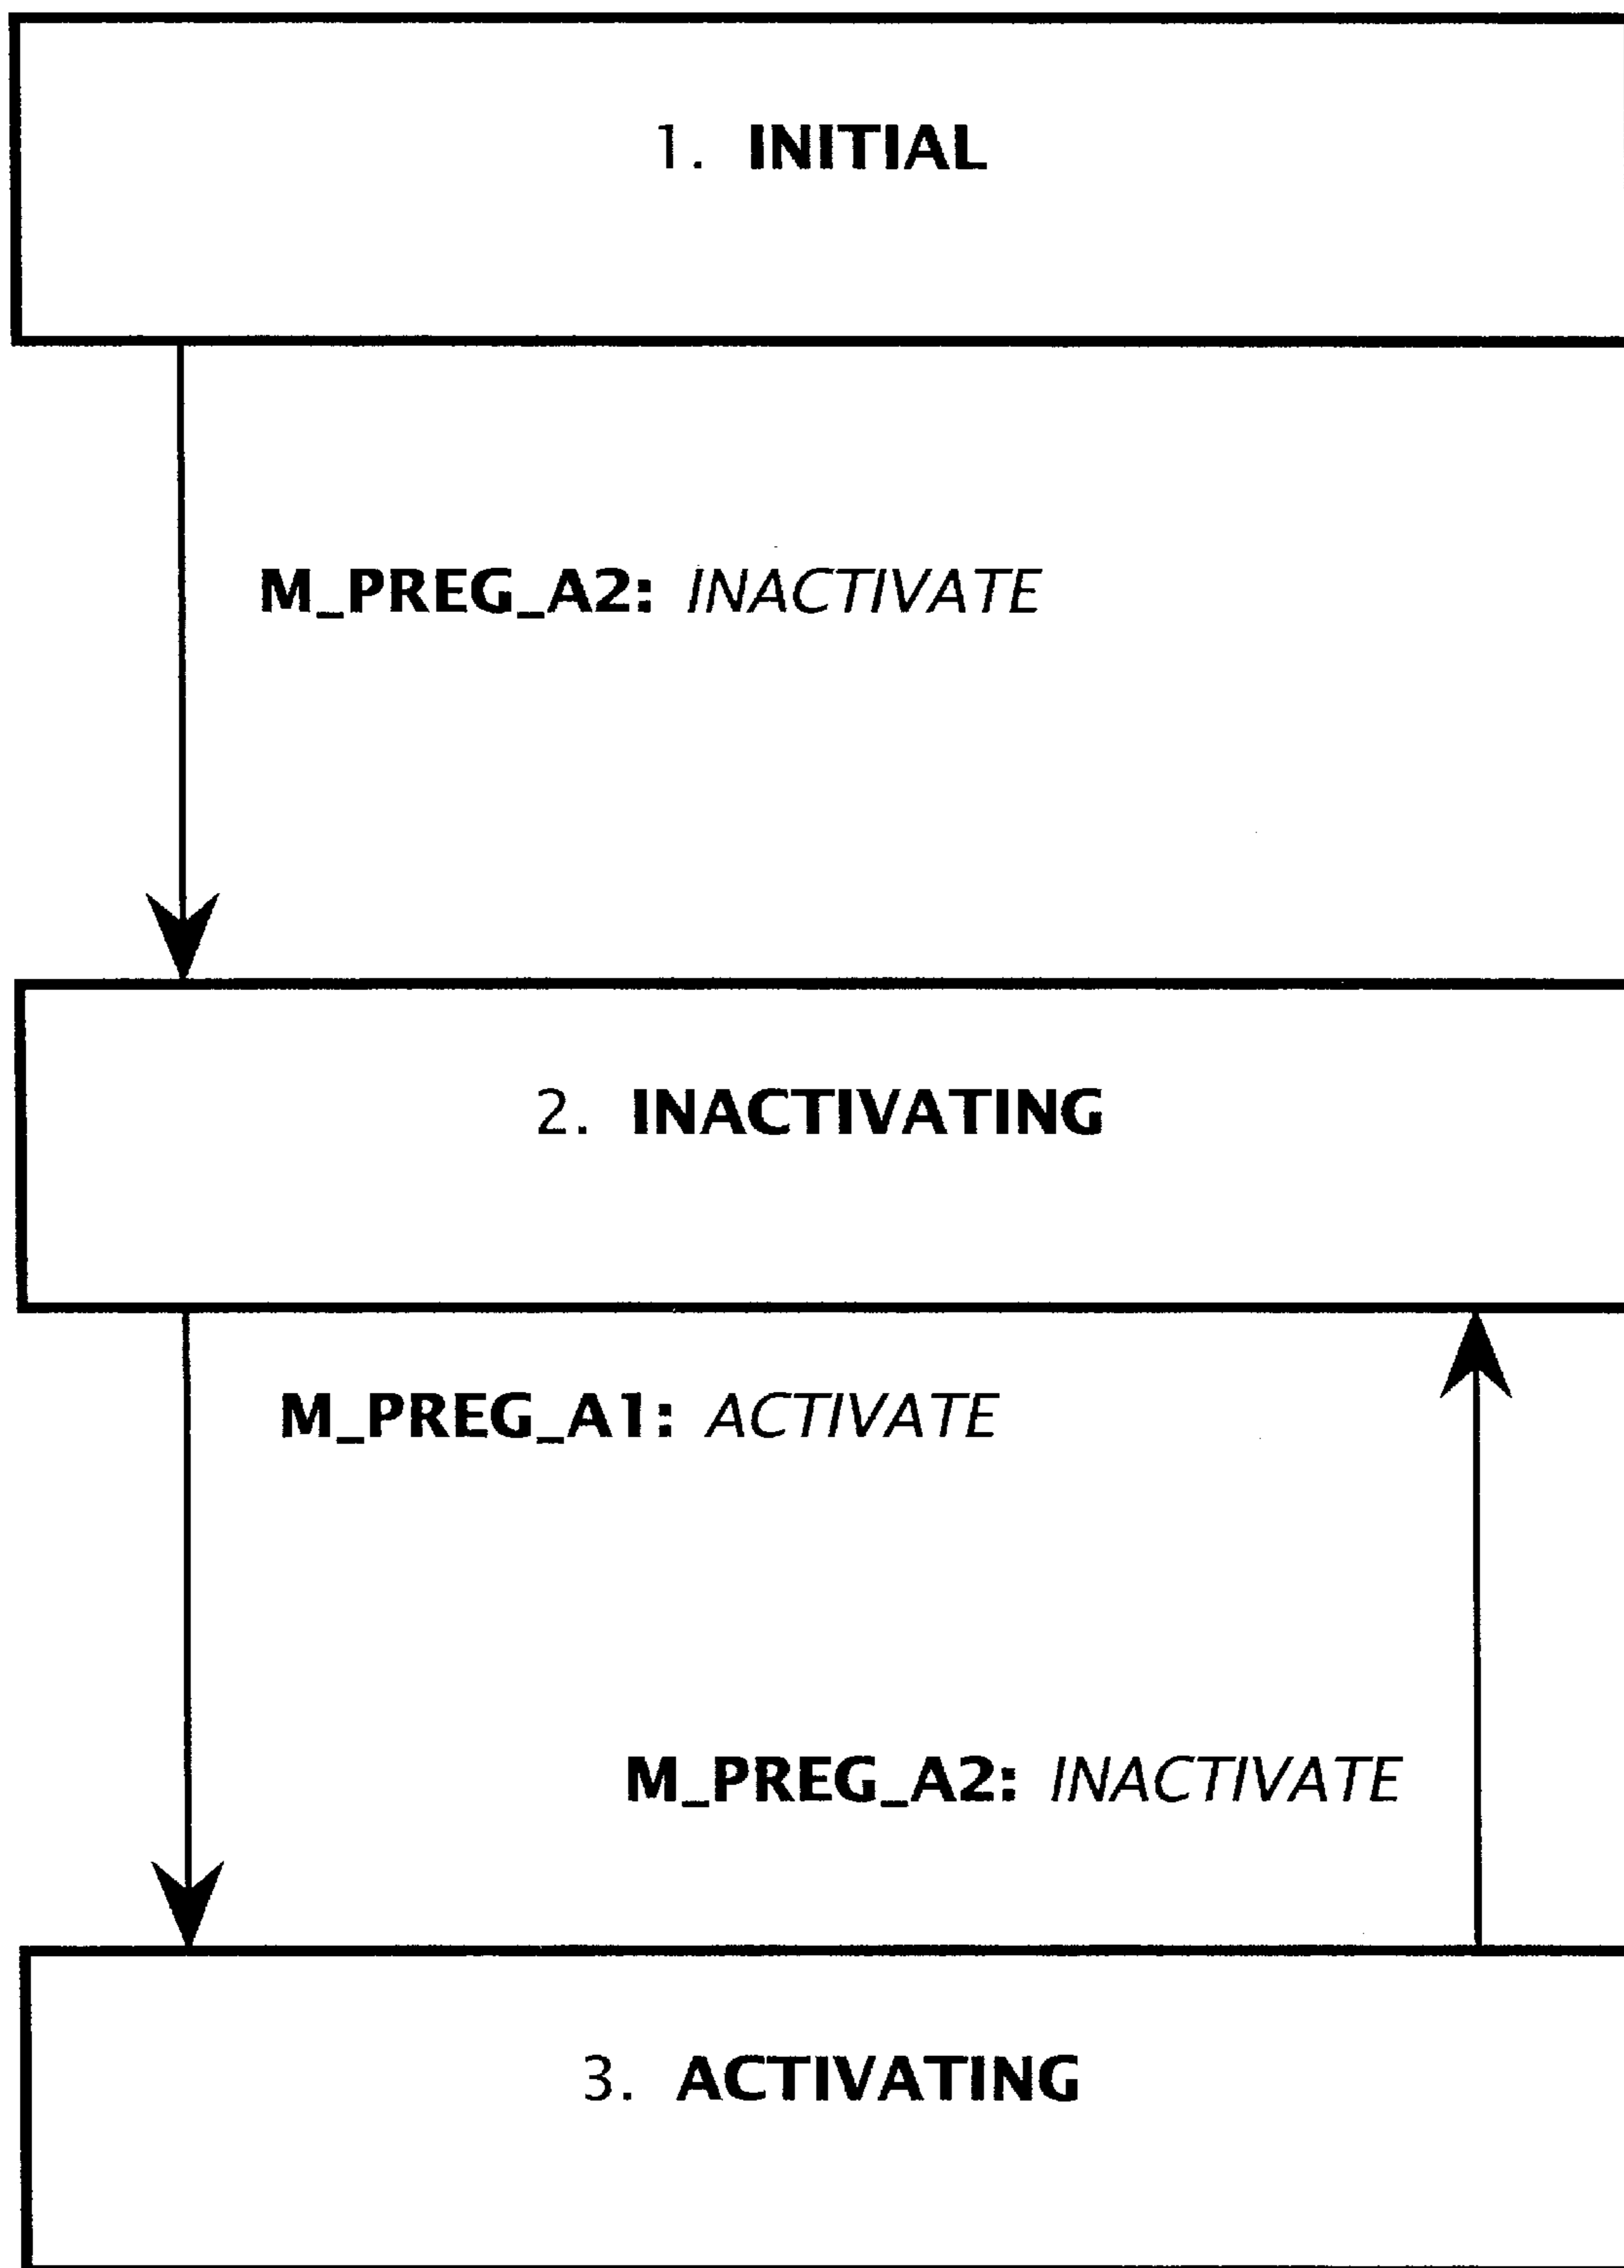 1. INITIAL
M_PREG_A2: INACTIVATE
2. INACTIVATING
M_PREG_A1: ACTIVATE
M_PREG_A2: INACTIVATE
3. ACTIVATING